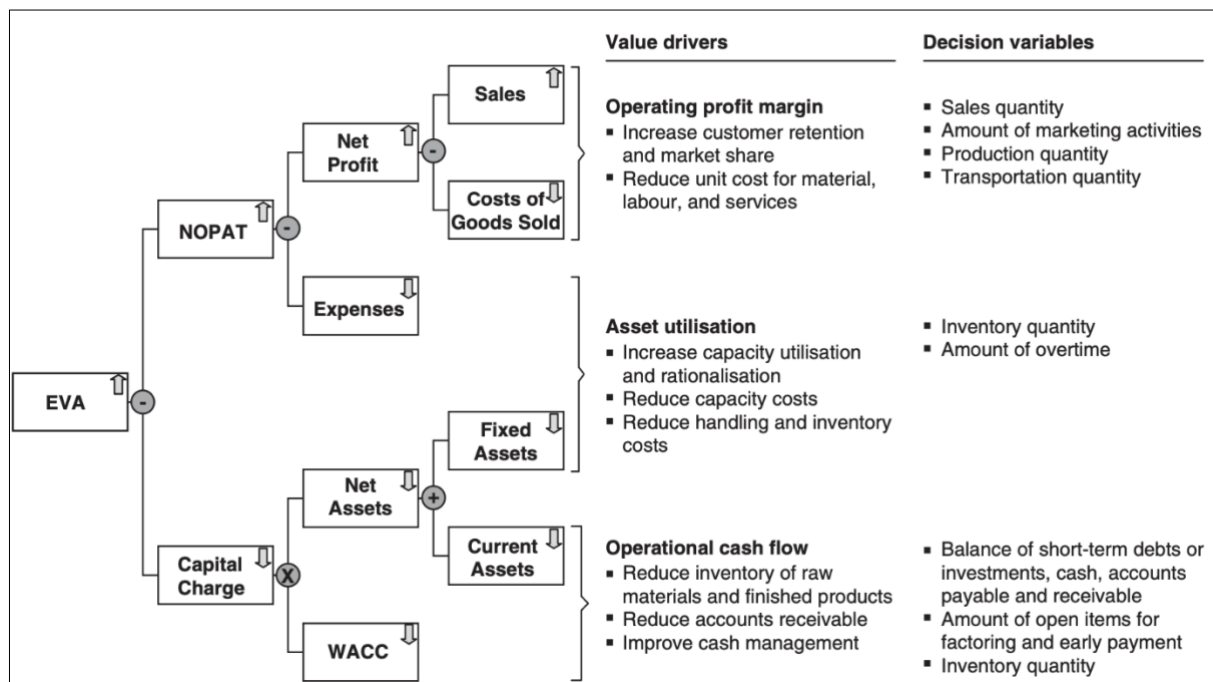 Value drivers
Decision variables
Sales
Net
Profit
-
Costs of
Goods Sold
NOPAT
-
Expenses
EVA
-
Fixed
Assets
Net
Assets
+
Current
Assets
Capital
Charge
X
WACC
Operating profit margin
▪ Increase customer retention
and market share
▪ Reduce unit cost for material,
labour, and services
▪ Sales quantity
▪ Amount of marketing activities
▪ Production quantity
▪ Transportation quantity
Asset utilisation
▪ Increase capacity utilisation
and rationalisation
▪ Reduce capacity costs
▪ Reduce handling and inventory
costs
▪ Inventory quantity
▪ Amount of overtime
Operational cash flow
▪ Reduce inventory of raw
materials and finished products
▪ Reduce accounts receivable
▪ Improve cash management
▪ Balance of short-term debts or
investments, cash, accounts
payable and receivable
▪ Amount of open items for
factoring and early payment
▪ Inventory quantity